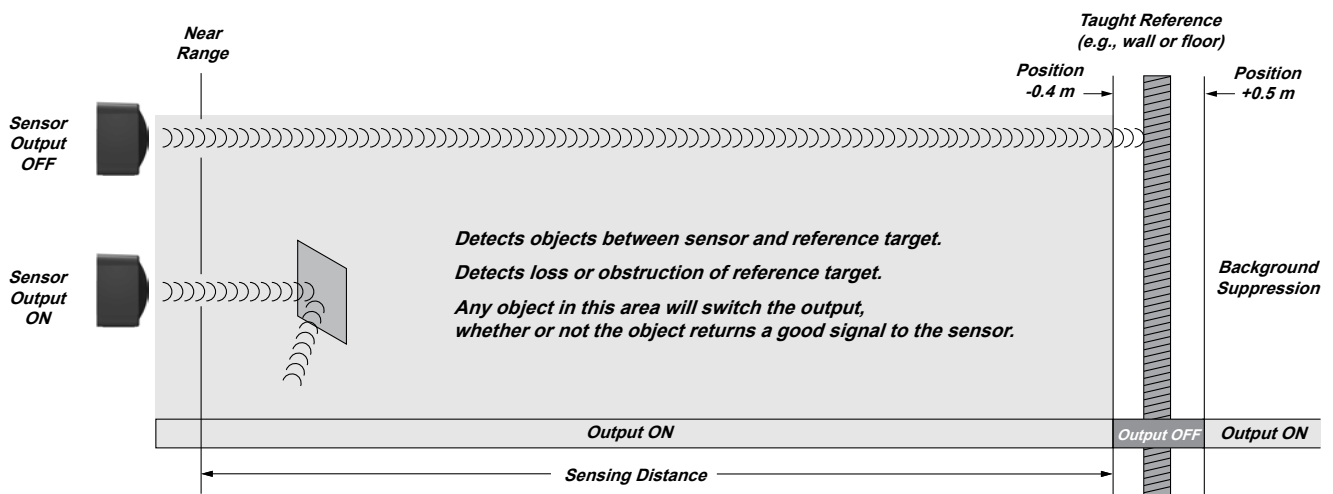 Near
Range
Taught Reference
(e.g., wall or floor)
Position
-0.4 m
Position
+0.5 m
Sensor
Output
OFF
Detects objects between sensor and reference target.
Detects loss or obstruction of reference target.
Any object in this area will switch the output,
whether or not the object returns a good signal to the sensor.
Sensor
Output
ON
Background
Suppression
Output ON
Output OFF
Output ON
Sensing Distance